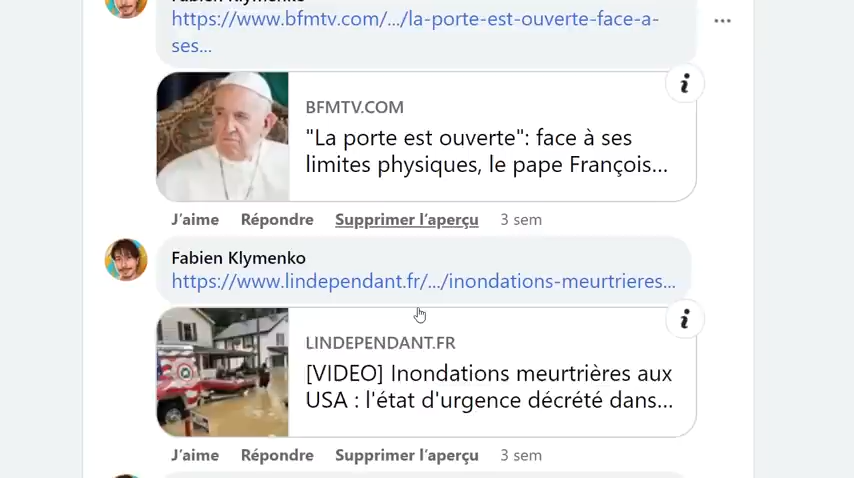 https://www.bfmtv.com/.../la-porte-est-ouverte-face-a-
ses...
BFMTV.COM
"La porte est ouverte": face à ses
limites physiques, le pape François...
J'aime Répondre Supprimer l'aperçu 3 sem
Fabien Klymenko
https://www.lindependant.fr/.../inondations-meurtrieres...
LINDEPENDANT.FR
[VIDEO] Inondations meurtrières aux
USA : l'état d'urgence décrété dans...
J'aime Répondre Supprimer l'aperçu 3 sem